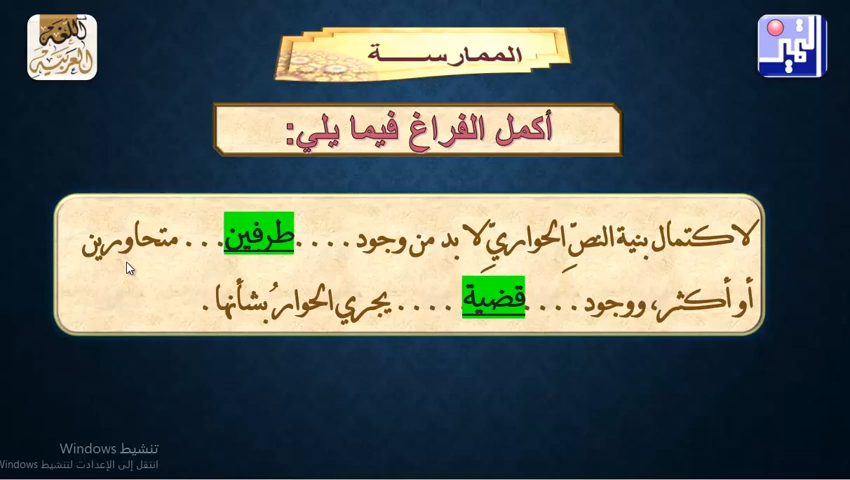 اللغة العربية
التميز
الممارسة
أكمل الفراغ فيما يلي:
لاكتمال بنية النصِّ الحواريِّ لا بد من وجود ....طرفين... متحاورين
أو أكثر، ووجود ....قضية.... يجري الحوارُ بشأنها .
تنشيط Windows
انتقل إلى الإعدادات لتنشيط Windows